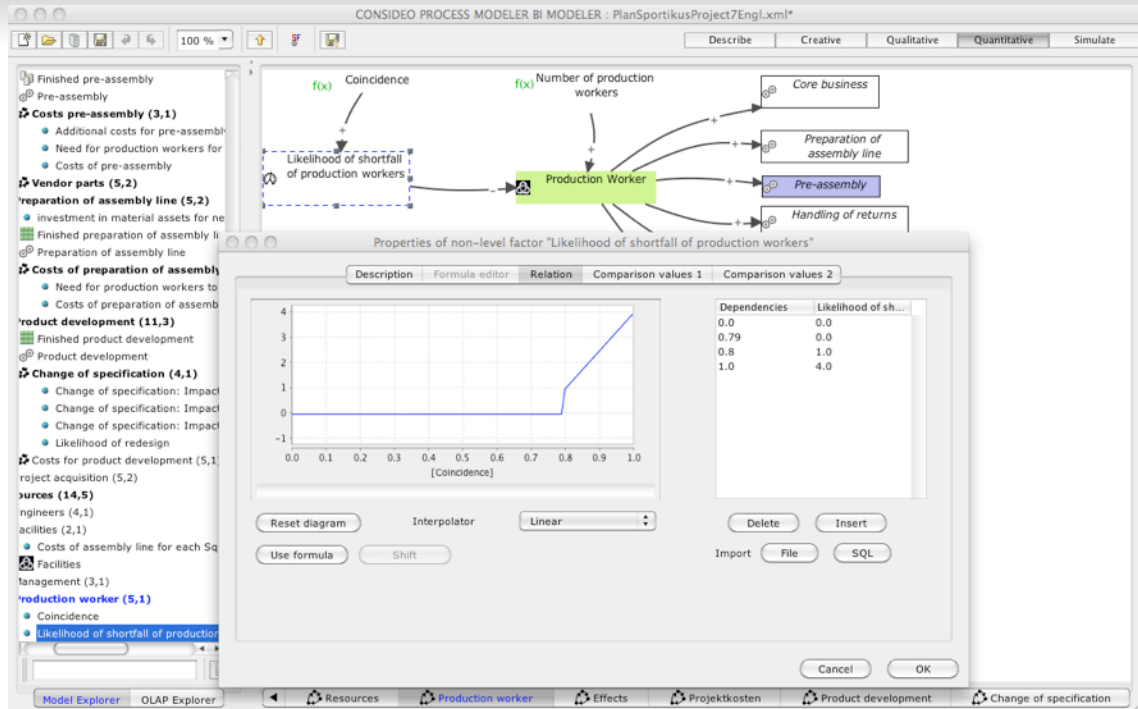 CONSIDEO PROCESS MODELER BI MODELER : PlanSportikusProject7Engl.xml*
100 %
Describe
Creative
Qualitative
Quantitative
Simulate
Finished pre-assembly
Pre-assembly
Costs pre-assembly (3,1)
Additional costs for pre-assembl
Need for production workers for
Costs of pre-assembly
Vendor parts (5,2)
reparation of assembly line (5,2)
investment in material assets for ne
Finished preparation of assembly li
Preparation of assembly line
Costs of preparation of assembly
Need for production workers to
Costs of preparation of assemb
roduct development (11,3)
Finished product development
Product development
Change of specification (4,1)
Change of specification: Impact
Change of specification: Impact
Change of specification: Impact
Likelihood of redesign
Costs for product development (5,1
roject acquisition (5,2)
ources (14,5)
ngineers (4,1)
acilities (2,1)
Costs of assembly line for each Sq
Facilities
anagement (3,1)
roduction worker (5,1)
Coincidence
Likelihood of shortfall of production
Model Explorer
OLAP Explorer
f(x)
Coincidence
f(x)
Number of production
workers
+
+
Likelihood of shortfall
of production workers
-
Production Worker
+
+
+
+
Core business
Preparation of
assembly line
Pre-assembly
Handling of returns
Properties of non-level factor "Likelihood of shortfall of production workers"
Description
Formula editor
Relation
Comparison values 1
Comparison values 2
4
3
2
1
0
-1
0.0 0.1 0.2 0.3 0.4 0.5 0.6 0.7 0.8 0.9 1.0
[Coincidence]
Dependencies Likelihood of sh...
0.0 0.0
0.79 0.0
0.8 1.0
1.0 4.0
Reset diagram
Interpolator
Linear
Delete
Insert
Use formula
Shift
Import
File
SQL
Cancel
OK
Resources
Production worker
Effects
Projektkosten
Product development
Change of specification